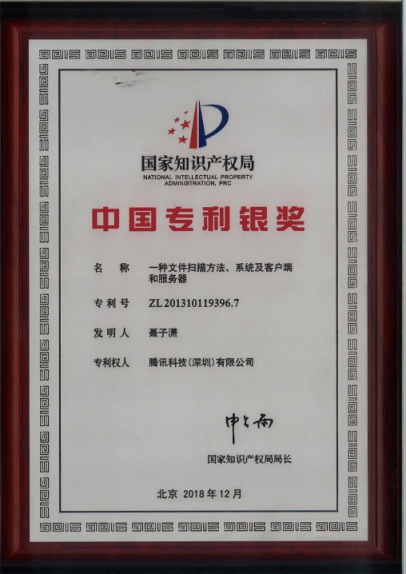 国家知识产权局
NATIONAL INTELLECTUAL PROPERTY
ADMINISTRATION, PRC
中国专利银奖
名 称 一种文件扫描方法、系统及客户端
和服务器
专利号 ZL201310119396.7
发明人 聂子潇
专利权人 腾讯科技(深圳)有限公司
申长雨
国家知识产权局局长
北京 2018年12月